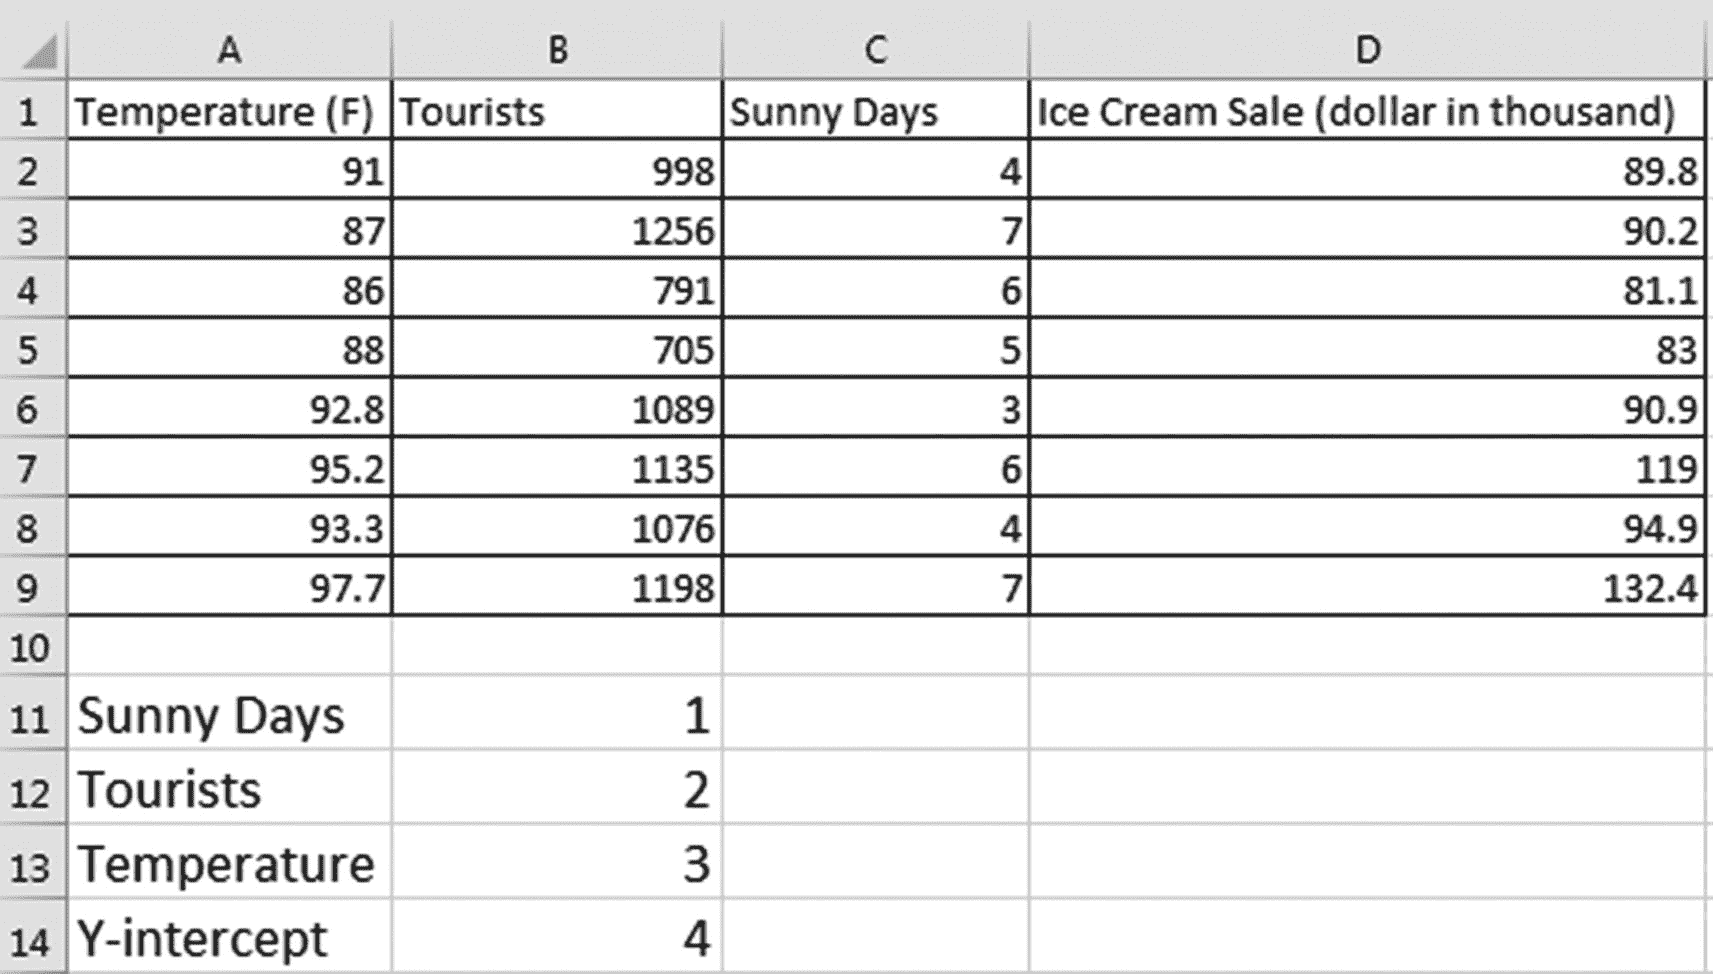 A B C D
1 Temperature (F) Tourists Sunny Days Ice Cream Sale (dollar in thousand)
2 91 998 4 89.8
3 87 1256 7 90.2
4 86 791 6 81.1
5 88 705 5 83
6 92.8 1089 3 90.9
7 95.2 1135 6 119
8 93.3 1076 4 94.9
9 97.7 1198 7 132.4
10
11 Sunny Days 1
12 Tourists 2
13 Temperature 3
14 Y-intercept 4